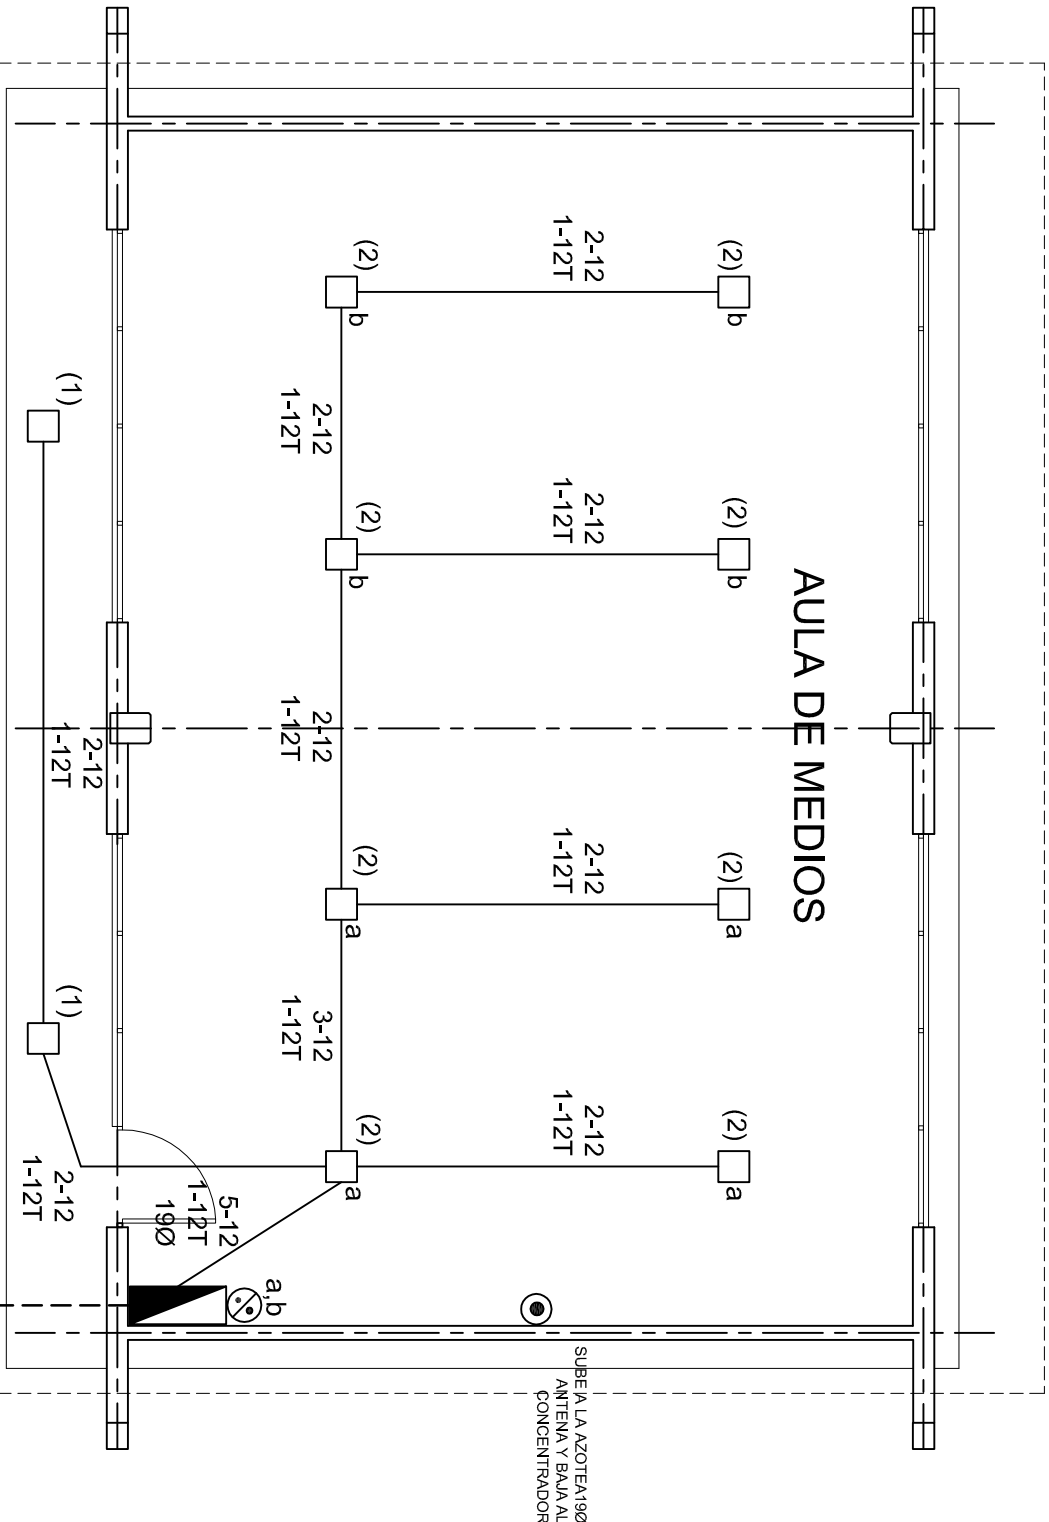 AULA DE MEDIOS
(2)
b
(2)
b
(2)
a
(2)
a
2-12
1-12T
2-12
1-12T
2-12
1-12T
2-12
1-12T
SUBE A LA AZOTEA19Ø
ANTENA Y BAJA AL
CONCENTRADOR
(2)
b
(2)
b
(2)
a
(2)
a
2-12
1-12T
2-12
1-12T
3-12
1-12T
a,b
5-12
1-12T
19Ø
(1)
(1)
2-12
1-12T
2-12
1-12T